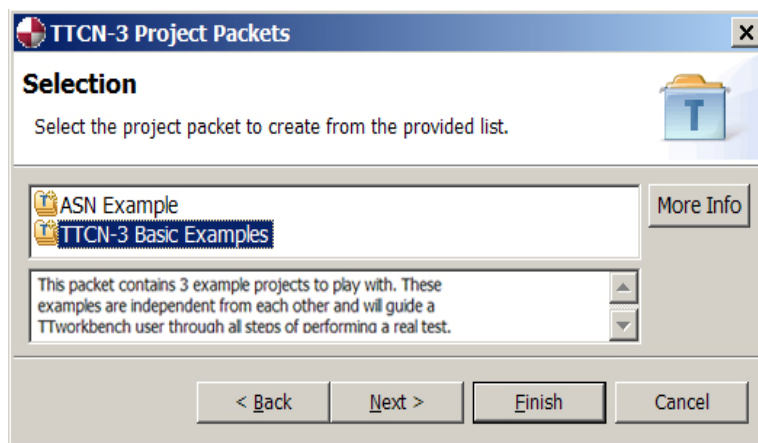 TTCN-3 Project Packets
Selection
Select the project packet to create from the provided list.
T
ASN Example
More Info
TTCN-3 Basic Examples
This packet contains 3 example projects to play with. These
examples are independent from each other and will guide a
TTworkbench user through all steps of performing a real test.
< Back
Next >
Finish
Cancel